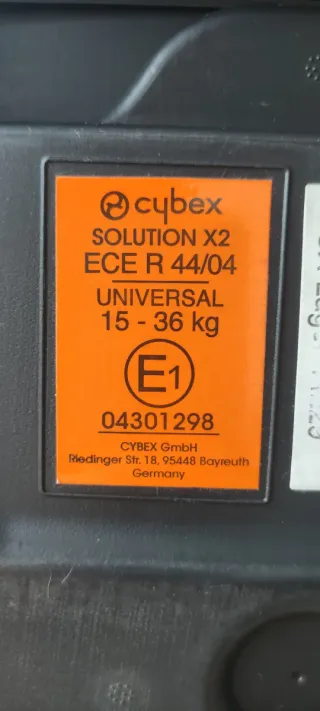 cybex
SOLUTION X2
ECE R 44/04
UNIVERSAL
15 - 36 kg
E1
04301298
CYBEX GmbH
Riedinger Str. 18, 95448 Bayreuth
Germany